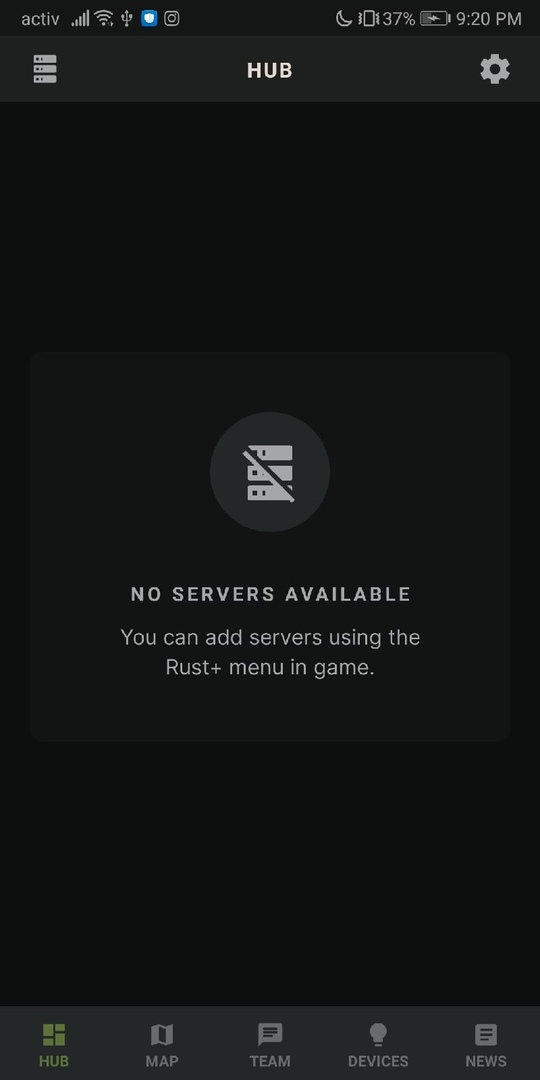 activ 37% 9:20 PM
HUB
NO SERVERS AVAILABLE
You can add servers using the
Rust+ menu in game.
HUB MAP TEAM DEVICES NEWS